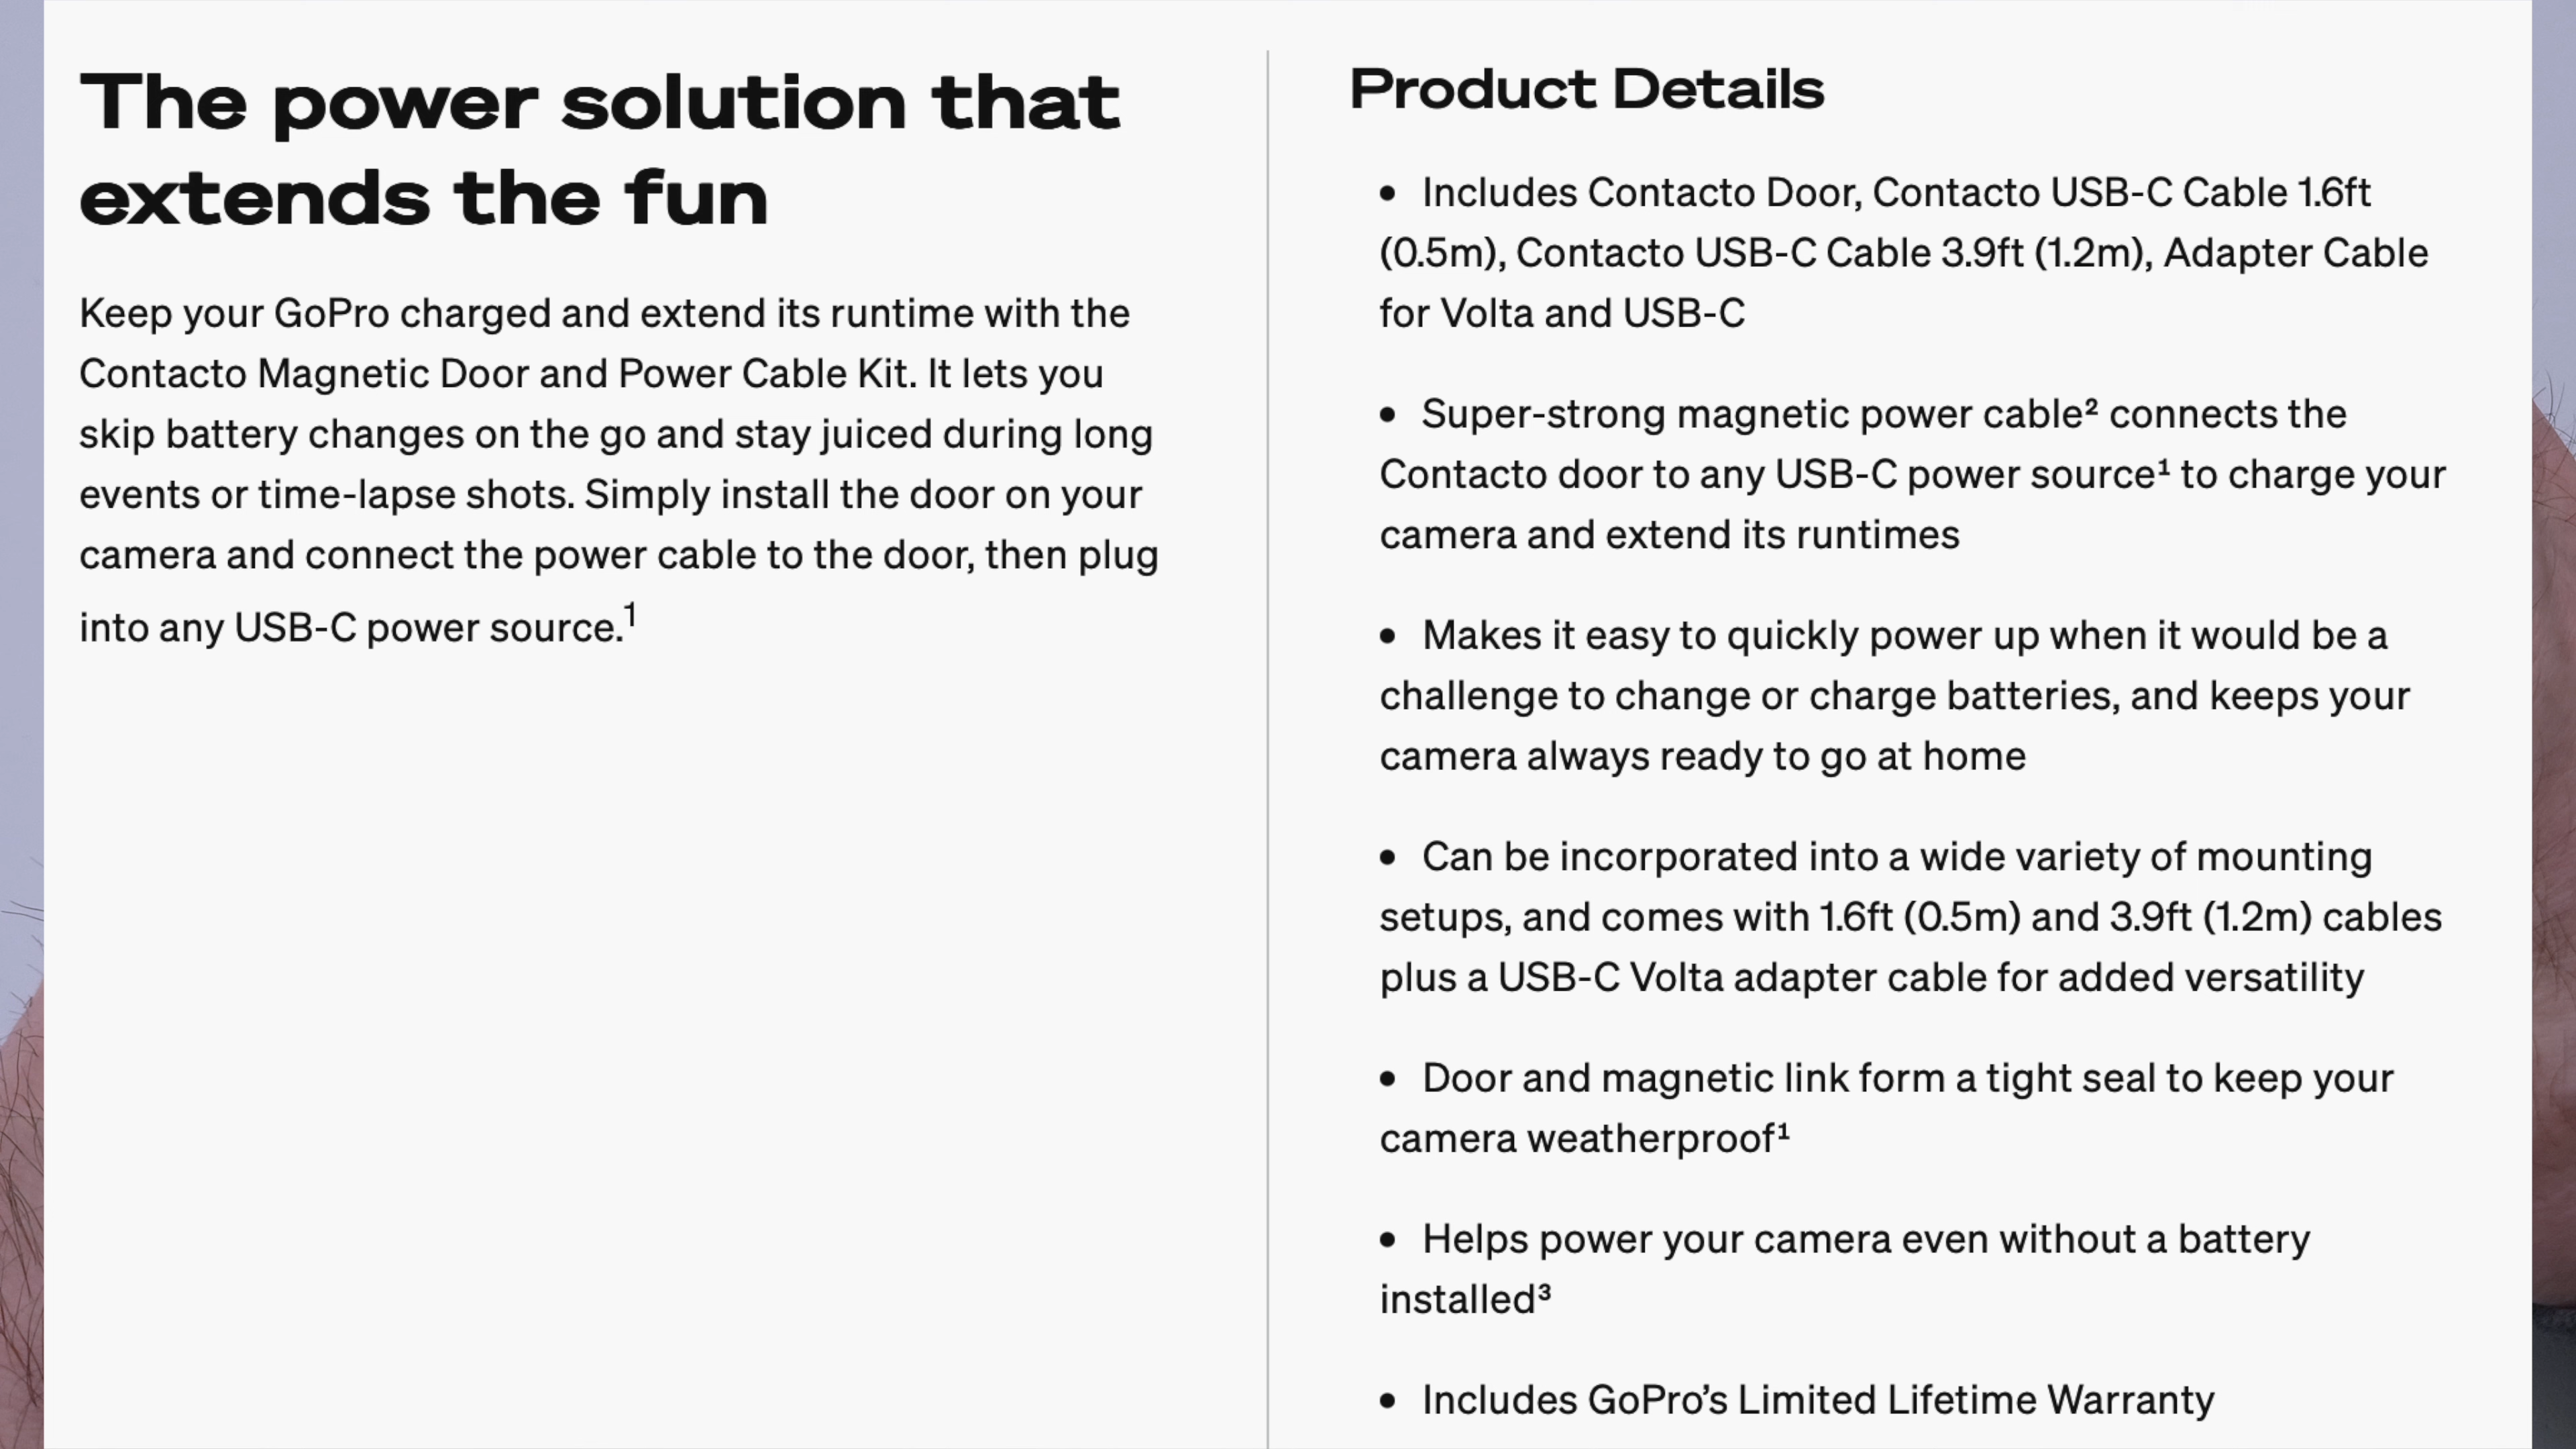 The power solution that
extends the fun
Keep your GoPro charged and extend its runtime with the
Contacto Magnetic Door and Power Cable Kit. It lets you
skip battery changes on the go and stay juiced during long
events or time-lapse shots. Simply install the door on your
camera and connect the power cable to the door, then plug
into any USB-C power source.¹
Product Details
• Includes Contacto Door, Contacto USB-C Cable 1.6ft
(0.5m), Contacto USB-C Cable 3.9ft (1.2m), Adapter Cable
for Volta and USB-C
• Super-strong magnetic power cable² connects the
Contacto door to any USB-C power source¹ to charge your
camera and extend its runtimes
• Makes it easy to quickly power up when it would be a
challenge to change or charge batteries, and keeps your
camera always ready to go at home
• Can be incorporated into a wide variety of mounting
setups, and comes with 1.6ft (0.5m) and 3.9ft (1.2m) cables
plus a USB-C Volta adapter cable for added versatility
• Door and magnetic link form a tight seal to keep your
camera weatherproof¹
• Helps power your camera even without a battery
installed³
• Includes GoPro’s Limited Lifetime Warranty